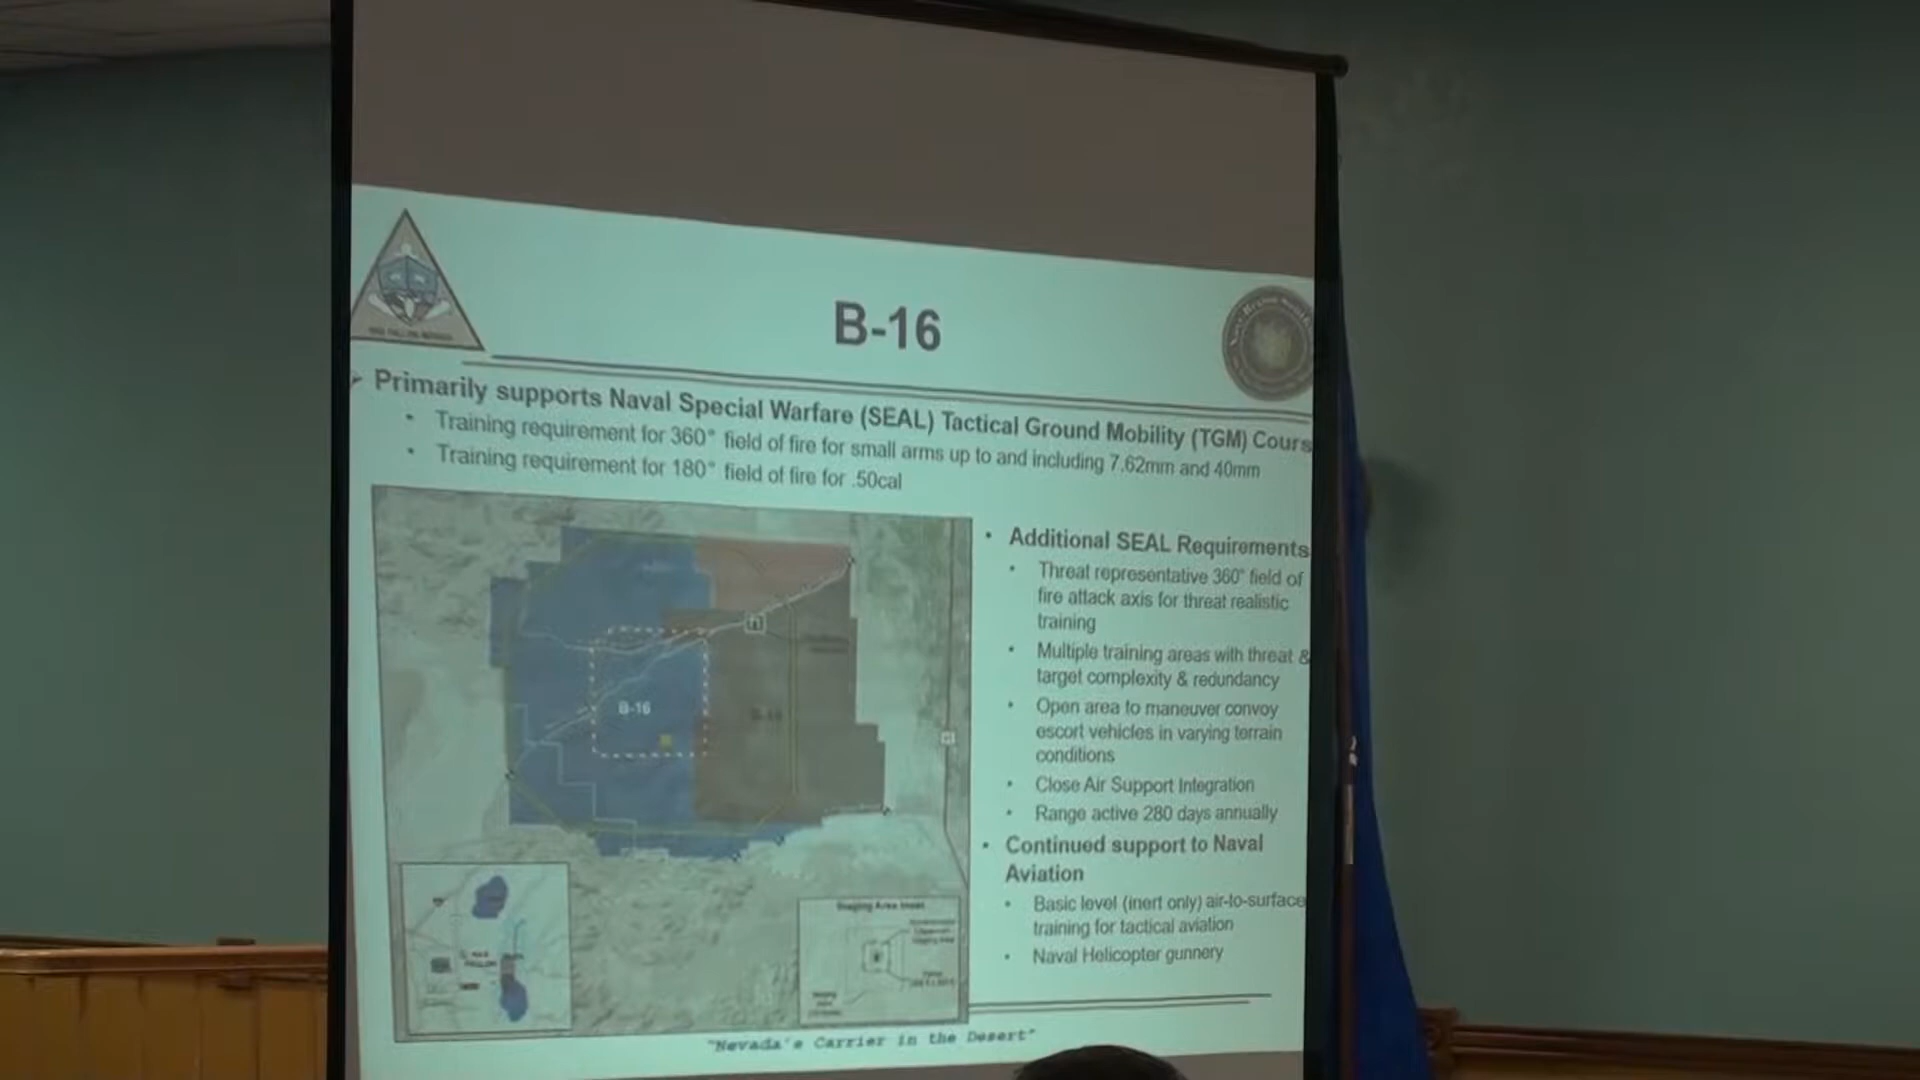 B-16
Primarily supports Naval Special Warfare (SEAL) Tactical Ground Mobility (TGM) Cours
Training requirement for 360° field of fire for small arms up to and including 7.62mm and 40mm
Training requirement for 180° field of fire for .50cal
Additional SEAL Requirements
Threat representative 360° field of
fire attack axis for threat realistic
training
Multiple training areas with threat &
target complexity & redundancy
Open area to maneuver convoy
escort vehicles in varying terrain
conditions
Close Air Support Integration
Range active 280 days annually
Continued support to Naval
Aviation
Basic level (inert only) air-to-surface
training for tactical aviation
Naval Helicopter gunnery
B-16
Staging Area Inset
"Nevada's Carrier in the Desert"